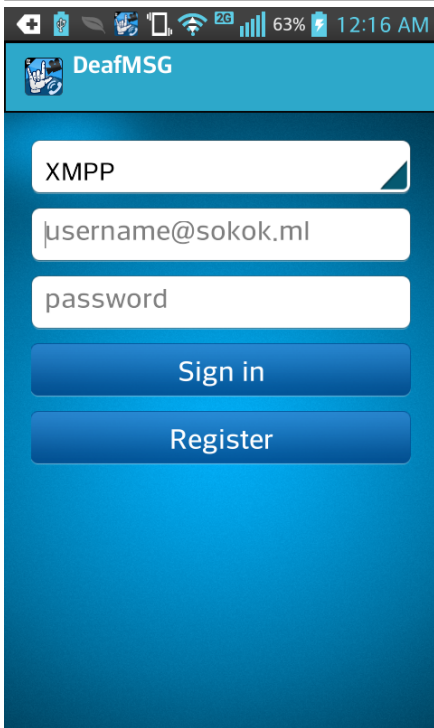 2G 63% 12:16 AM
DeafMSG
XMPP
username@sokok.ml
password
Sign in
Register